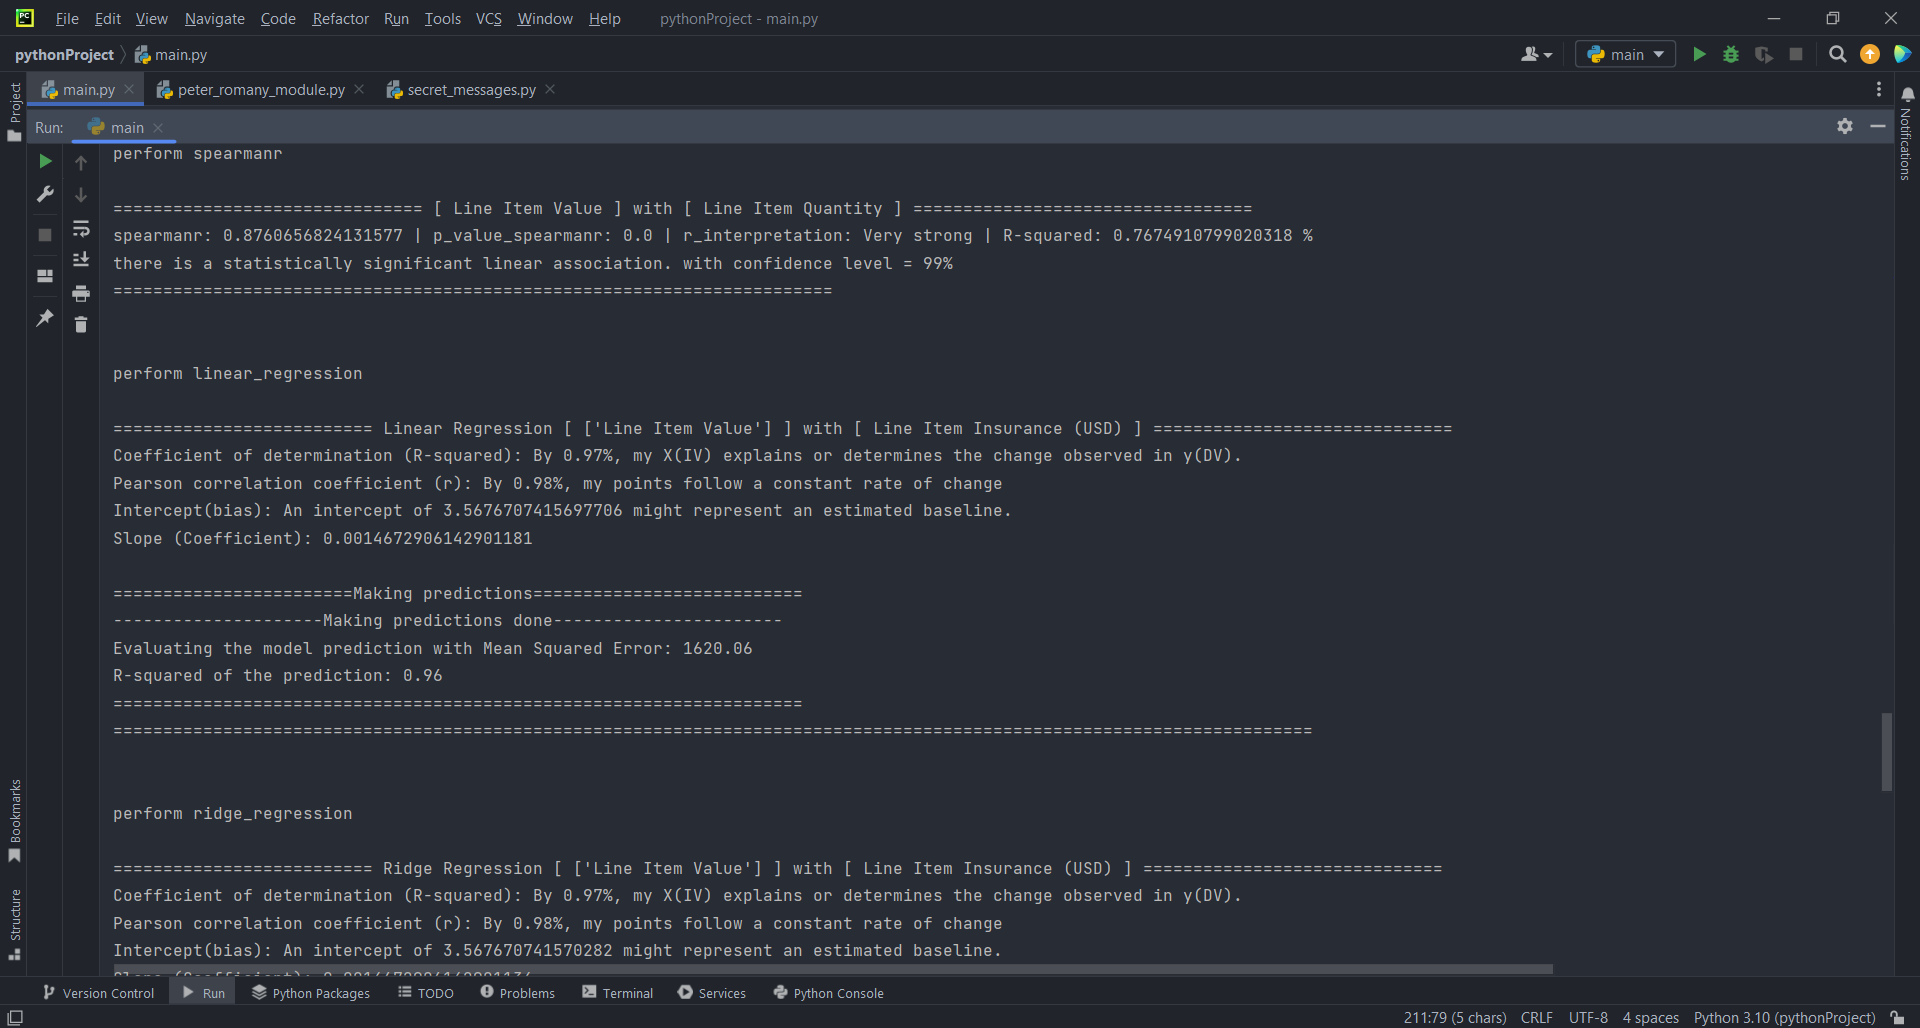 PC File Edit View Navigate Code Refactor Run Tools VCS Window Help pythonProject - main.py
pythonProject main.py main
main.py peter_romany_module.py secret_messages.py
Project
Notifications
Run: main
perform spearmanr
=============================== [ Line Item Value ] with [ Line Item Quantity ] ==================================
spearmanr: 0.8760656824131577 | p_value_spearmanr: 0.0 | r_interpretation: Very strong | R-squared: 0.7674910799020318 %
there is a statistically significant linear association. with confidence level = 99%
========================================================================
perform linear_regression
========================== Linear Regression [ ['Line Item Value'] ] with [ Line Item Insurance (USD) ] ==============================
Coefficient of determination (R-squared): By 0.97%, my X(IV) explains or determines the change observed in y(DV).
Pearson correlation coefficient (r): By 0.98%, my points follow a constant rate of change
Intercept(bias): An intercept of 3.5676707415697706 might represent an estimated baseline.
Slope (Coefficient): 0.0014672906142901181
========================Making predictions===========================
---------------------Making predictions done-----------------------
Evaluating the model prediction with Mean Squared Error: 1620.06
R-squared of the prediction: 0.96
=====================================================================
========================================================================================================================
perform ridge_regression
========================== Ridge Regression [ ['Line Item Value'] ] with [ Line Item Insurance (USD) ] ==============================
Coefficient of determination (R-squared): By 0.97%, my X(IV) explains or determines the change observed in y(DV).
Pearson correlation coefficient (r): By 0.98%, my points follow a constant rate of change
Intercept(bias): An intercept of 3.567670741570282 might represent an estimated baseline.
Slope (Coefficient):
Bookmarks
Structure
Version Control Run Python Packages TODO Problems Terminal Services Python Console
211:79 (5 chars) CRLF UTF-8 4 spaces Python 3.10 (pythonProject)